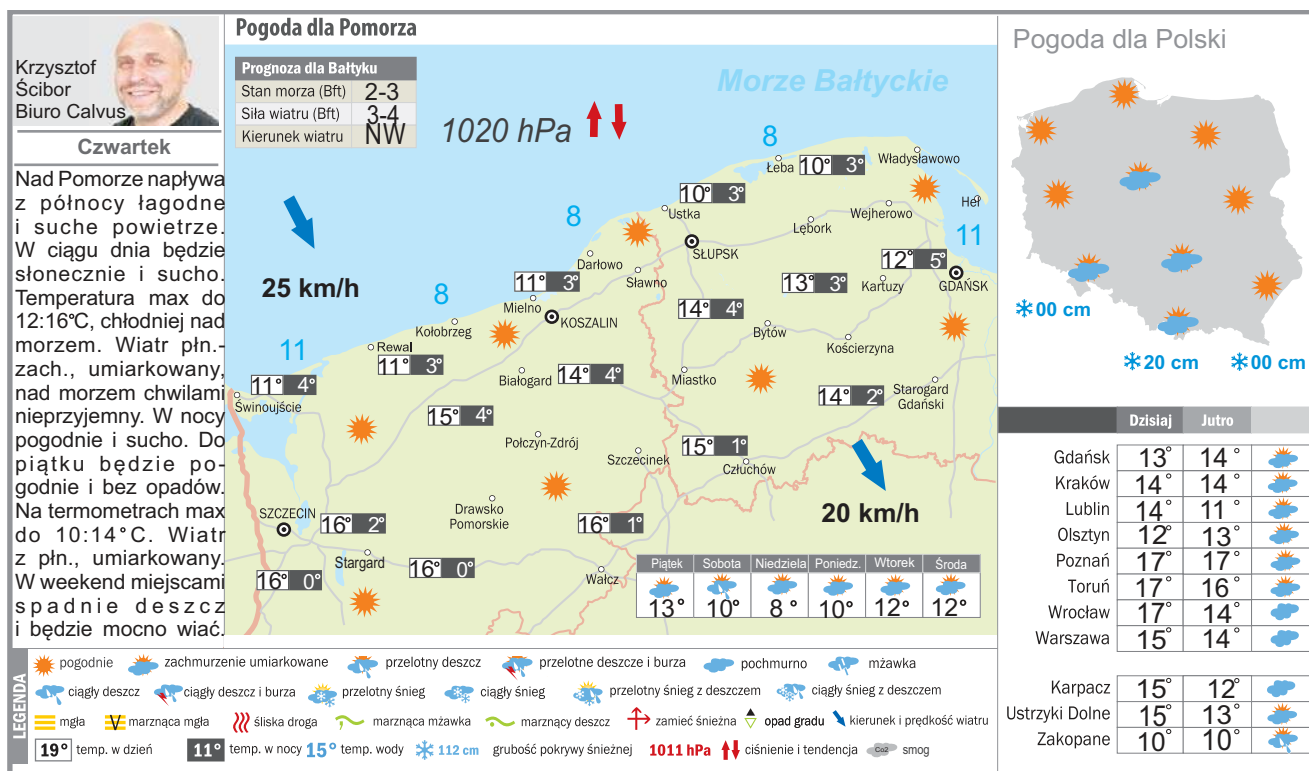 Krzysztof
Ścibor
Biuro Calvus
Czwartek
Nad Pomorze napływa
z północy łagodne
i suche powietrze.
W ciągu dnia będzie
słonecznie i sucho.
Temperatura max do
12:16°C, chłodniej nad
morzem. Wiatr płn.-
zach., umiarkowany,
nad morzem chwilami
nieprzyjemny. W nocy
pogodnie i sucho. Do
piątku będzie po-
godnie i bez opadów.
Na termometrach max
do 10:14°C. Wiatr
z płn., umiarkowany.
W weekend miejscami
spadnie deszcz
i będzie mocno wiać.
Pogoda dla Pomorza
Prognoza dla Bałtyku
Stan morza (Bft) 2-3
Siła wiatru (Bft) 3-4
Kierunek wiatru NW
Morze Bałtyckie
1020 hPa
8
Łeba 10° 3°
Władysławowo
10° 3°
Ustka
Wejherowo
Hel
8
Lębork
11
SŁUPSK
12° 5°
GDAŃSK
Darłowo
25 km/h
11° 3°
Sławno
13° 3°
Kartuzy
8
Mielno
14° 4°
KOSZALIN
Kołobrzeg
Bytów
Kościerzyna
11
Rewal
11° 3°
Białogard 14° 4°
Miastko
11° 4°
Świnoujście
14° 2°
Starogard
Gdański
15° 4°
Połczyn-Zdrój
15° 1°
Szczecinek
Człuchów
Drawsko
Pomorskie
SZCZECIN
16° 2°
16° 1°
20 km/h
Stargard
16° 0°
16° 0°
Wałcz
Piątek Sobota Niedziela Poniedz. Wtorek Środa
13° 10° 8° 10° 12° 12°
Pogoda dla Polski
00 cm
20 cm
00 cm
Dzisiaj Jutro
Gdańsk 13° 14°
Kraków 14° 14°
Lublin 14° 11°
Olsztyn 12° 13°
Poznań 17° 17°
Toruń 17° 16°
Wrocław 17° 14°
Warszawa 15° 14°
Karpacz 15° 12°
Ustrzyki Dolne 15° 13°
Zakopane 10° 10°
LEGENDA
pogodnie zachmurzenie umiarkowane przelotny deszcz przelotne deszcze i burza pochmurno mżawka
ciągły deszcz ciągły deszcz i burza przelotny śnieg ciągły śnieg przelotny śnieg z deszczem ciągły śnieg z deszczem
mgła marznąca mgła śliska droga marznąca mżawka marznący deszcz zamieć śnieżna opad gradu kierunek i prędkość wiatru
19° temp. w dzień 11° temp. w nocy 15° temp. wody 112 cm grubość pokrywy śnieżnej 1011 hPa ciśnienie i tendencja Co2 smog